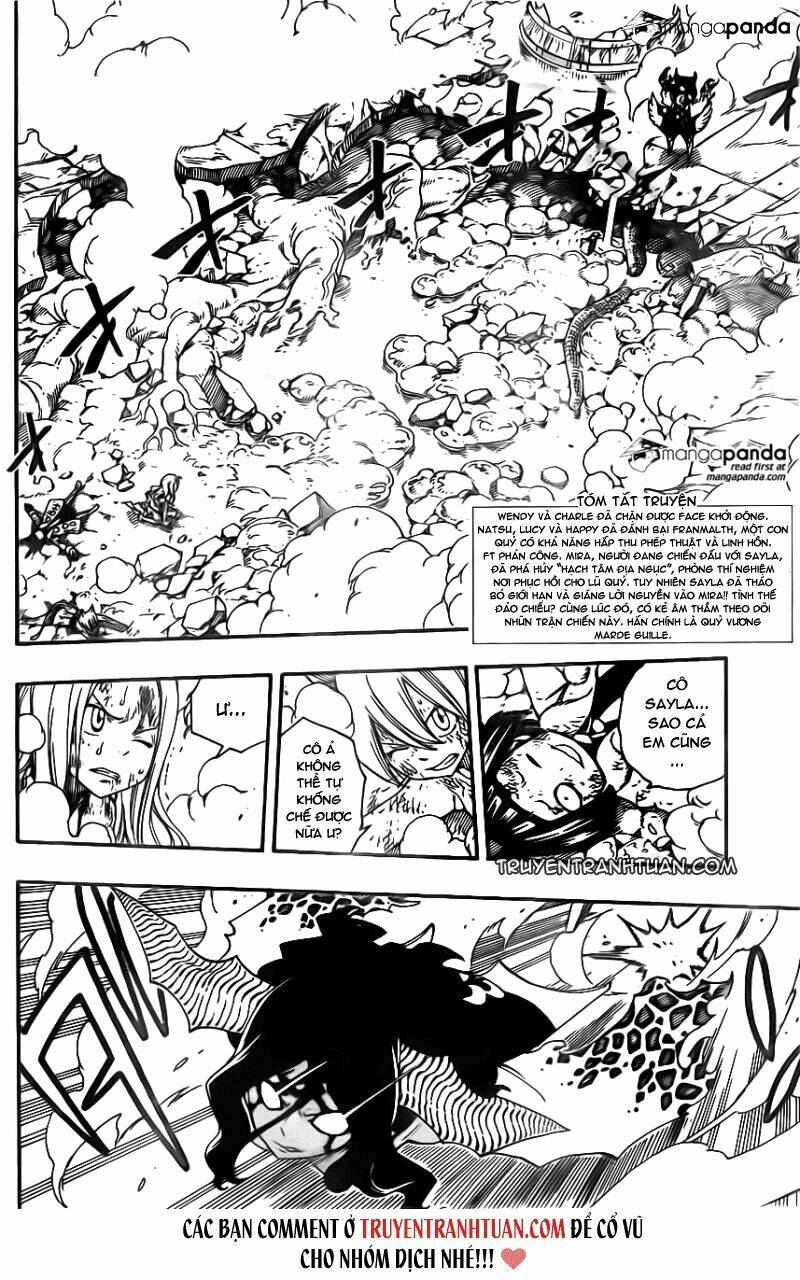 mangapanda
mangapanda
read first at
mangapanda.com
TÓM TẮT TRUYỆN
WENDY VÀ CHARLE ĐÃ CHẶN ĐƯỢC FACE KHỞI ĐỘNG.
NATSU, LUCY VÀ HAPPY ĐÃ ĐÁNH BẠI FRANMALTH, MỘT CON
QUỶ CÓ KHẢ NĂNG HẤP THU PHÉP THUẬT VÀ LINH HỒN.
FT PHẢN CÔNG. MIRA, NGƯỜI ĐANG CHIẾN ĐẤU VỚI SAYLA,
ĐÃ PHÁ HỦY “HẠCH TÂM ĐỊA NGỤC”, PHÒNG THÍ NGHIỆM
NƠI PHỤC HỒI CHO LŨ QUỶ. TUY NHIÊN SAYLA ĐÃ THÁO
BỎ GIỚI HẠN VÀ GIÁNG LỜI NGUYỀN VÀO MIRA!! TÌNH THẾ
ĐẢO CHIỀU? CÙNG LÚC ĐÓ, CÓ KẺ ÂM THẦM THEO DÕI
NHŨN TRẬN CHIẾN NÀY. HẮN CHÍNH LÀ QUỶ VƯƠNG
MARDE GUILLE.
CÔ
SAYLA...
SAO CẢ
EM CŨNG
...
CÔ Ả
KHÔNG
THỂ TỰ
KHỐNG
CHẾ ĐƯỢC
NỮA Ư?
Ư...
TRUYENTRANHTUAN.COM
CÁC BẠN COMMENT Ở TRUYENTRANHTUAN.COM ĐỂ CỔ VŨ
CHO NHÓM DỊCH NHÉ!!! ❤